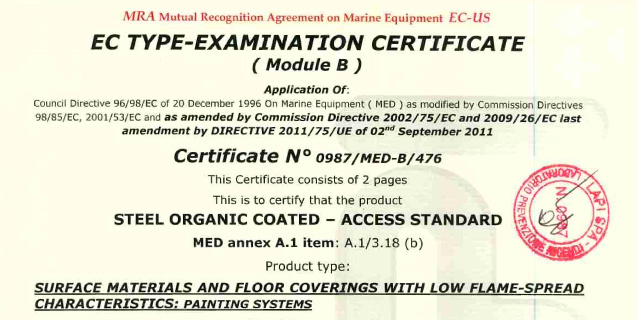 MRA Mutual Recognition Agreement on Marine Equipment EC-US
EC TYPE-EXAMINATION CERTIFICATE
( Module B )
Application Of:
Council Directive 96/98/EC of 20 December 1996 On Marine Equipment ( MED ) as modified by Commission Directives
98/85/EC, 2001/53/EC and as amended by Commission Directive 2002/75/EC and 2009/26/EC last
amendment by DIRECTIVE 2011/75/UE of 02nd September 2011
Certificate N° 0987/MED-B/476
This Certificate consists of 2 pages
This is to certify that the product
STEEL ORGANIC COATED – ACCESS STANDARD
MED annex A.1 item: A.1/3.18 (b)
Product type:
SURFACE MATERIALS AND FLOOR COVERINGS WITH LOW FLAME-SPREAD
CHARACTERISTICS: PAINTING SYSTEMS
LAPI SPA -
LABORATORIO PREVENZIONE INCENDI